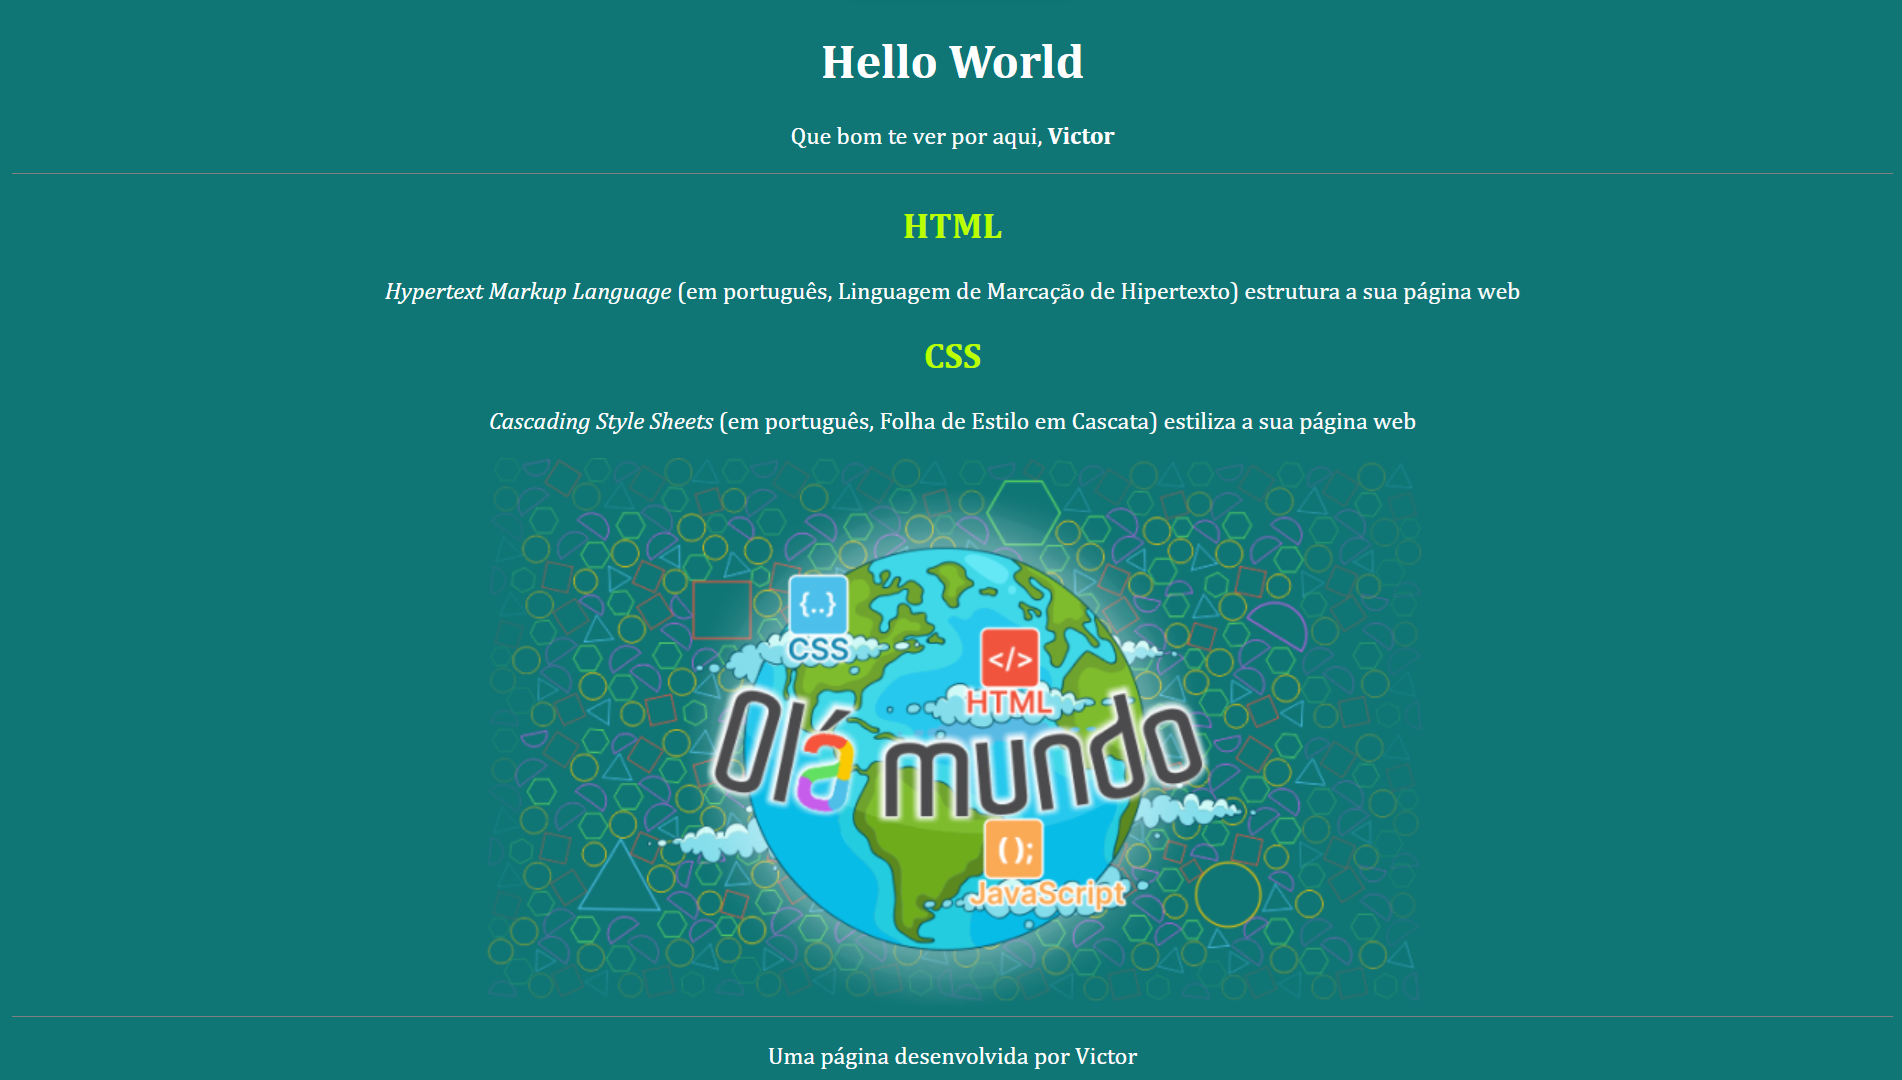 Hello World
Que bom te ver por aqui, Victor
HTML
Hypertext Markup Language (em português, Linguagem de Marcação de Hipertexto) estrutura a sua página web
CSS
Cascading Style Sheets (em português, Folha de Estilo em Cascata) estiliza a sua página web
{..}
CSS
</>
HTML
Olá mundo
();
JavaScript
Uma página desenvolvida por Victor